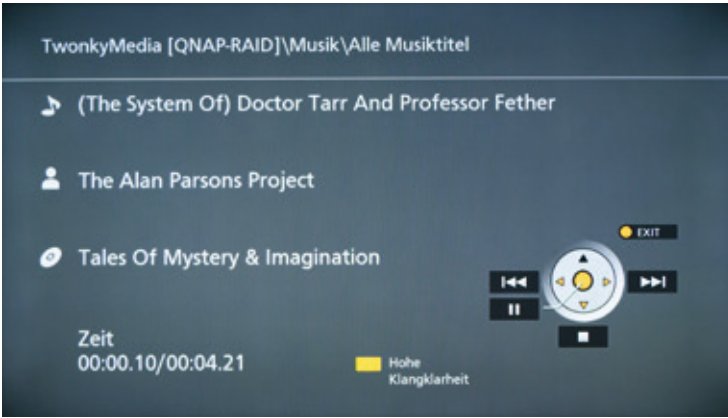 TwonkyMedia [QNAP-RAID]\Musik\Alle Musiktitel
(The System Of) Doctor Tarr And Professor Fether
The Alan Parsons Project
Tales Of Mystery & Imagination
EXIT
Zeit
00:00.10/00:04.21
Hohe
Klangklarheit